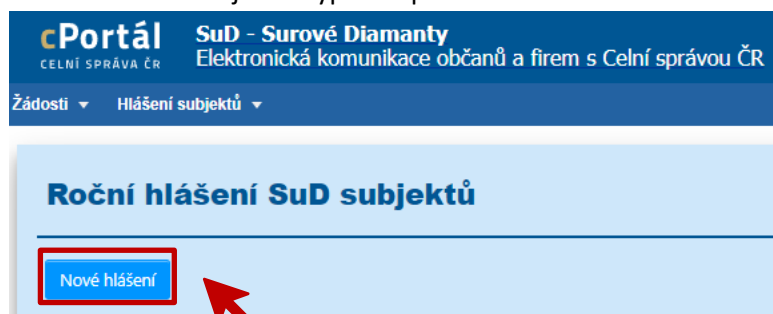 cPortál
CELNÍ SPRÁVA ČR
SuD - Surové Diamanty
Elektronická komunikace občanů a firem s Celní správou ČR
Žádosti
Hlášení subjektů
Roční hlášení SuD subjektů
Nové hlášení